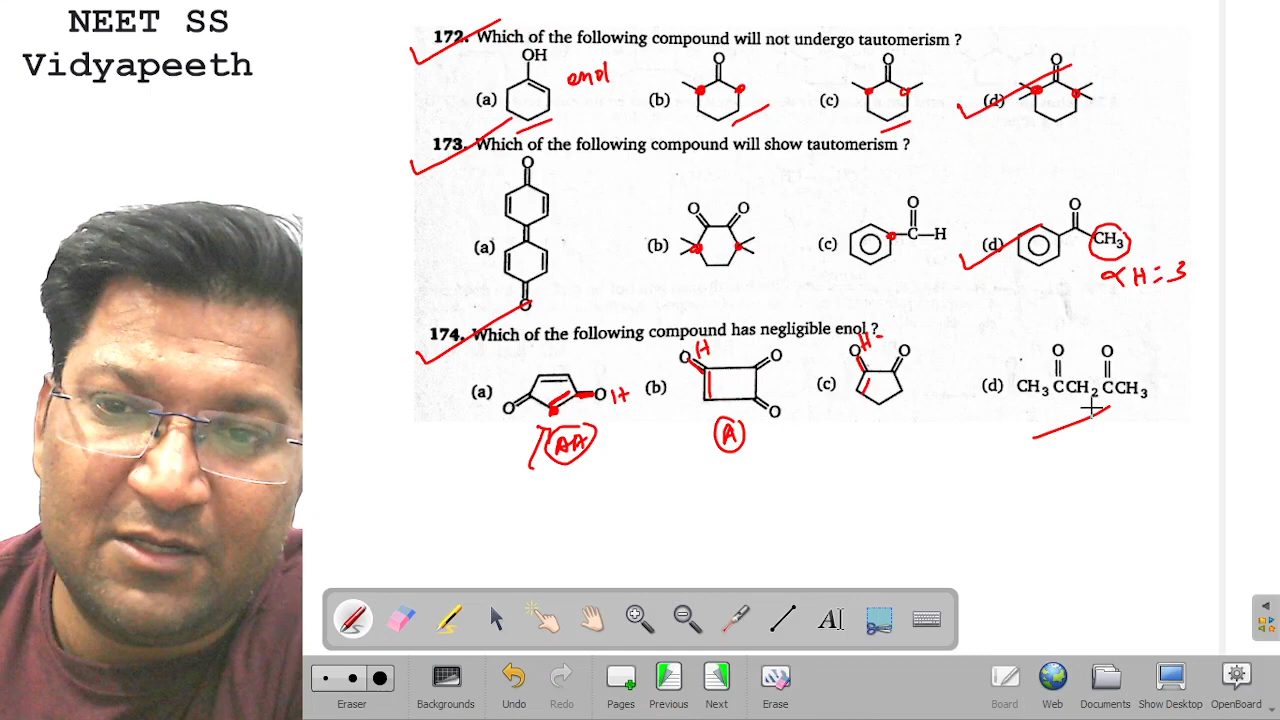 NEET SS
Vidyapeeth
172. Which of the following compound will not undergo tautomerism ?
OH
enol
O
O
O
(a)
(b)
(c)
(d)
173. Which of the following compound will show tautomerism ?
O
O
O
O
O
(a)
(b)
(c)
C—H
(d)
CH3
O
∝ H = 3
174. Which of the following compound has negligible enol ?
O H
O
O H
O
O
O
(a)
O
O H
(b)
O
(c)
(d) CH3CCH2CCH3
AA
A
Eraser
Backgrounds
Undo
Redo
Pages
Previous
Next
Erase
Board
Web
Documents
Show Desktop
OpenBoard